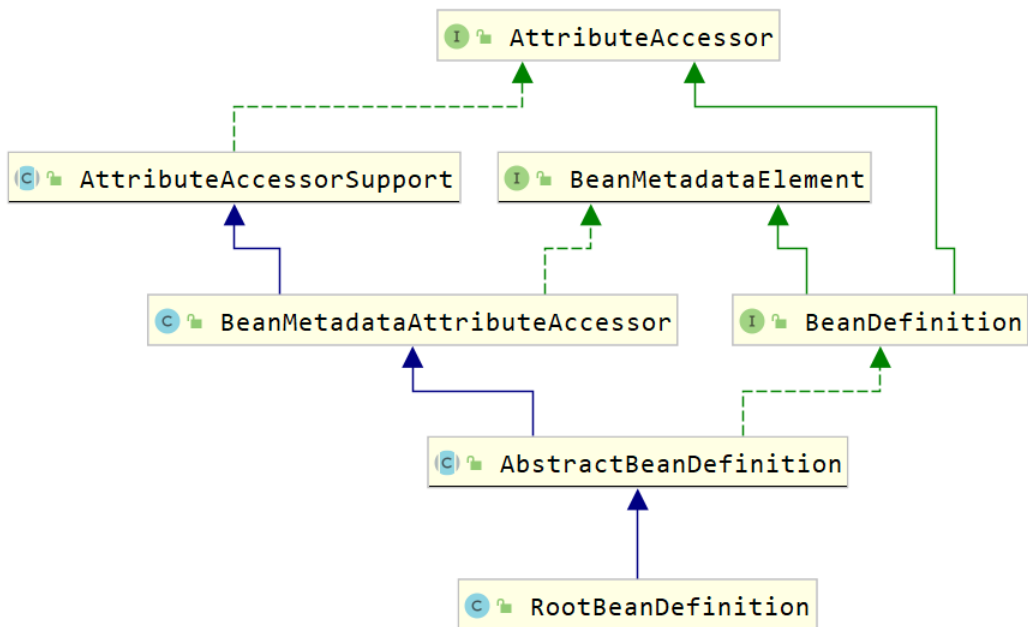 I AttributeAccessor
C AttributeAccessorSupport
I BeanMetadataElement
C BeanMetadataAttributeAccessor
I BeanDefinition
C AbstractBeanDefinition
C RootBeanDefinition